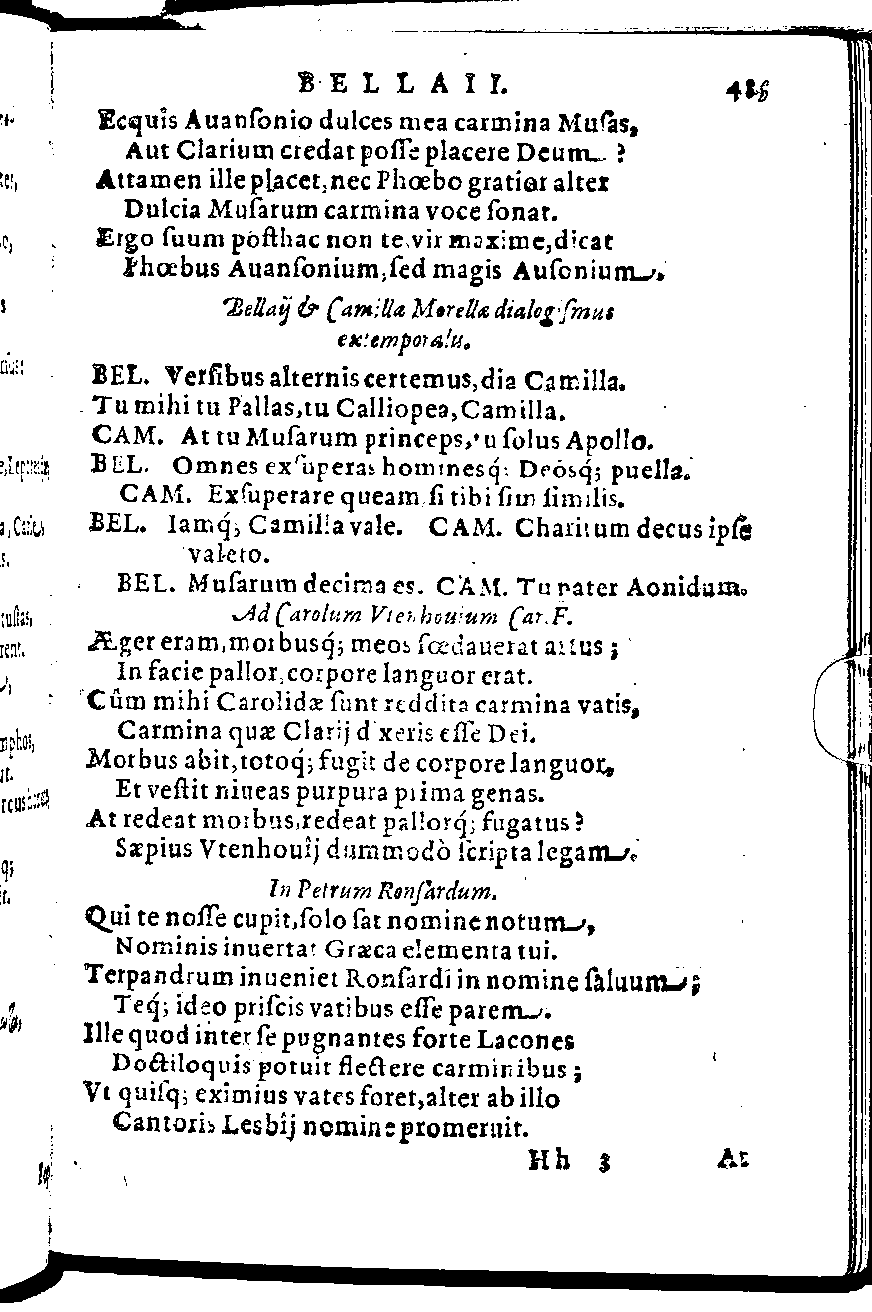 BELLAII.
Ecquîs Auanſonio dulces mea carmina Muſas,
Aut Clarium credat poſſe placere Deum?
Attamen ille placet, nec Phœbo gratior alter
Dulcia Muſarum carmina voce ſonat.
Ergo ſuum poſthac non te, vir maxime, dicat
Phœbus Auanſonium, ſed magis Auſonium.
Bellaij & Camillæ Morellæ dialogiſmus
extemporalis.
BEL. Verſibus alternis certemus, dia Camilla.
Tu mihi tu Pallas, tu Calliopea, Camilla.
CAM. At tu Muſarum princeps, tu ſolus Apollo.
BEL. Omnes exſuperas hominesq́; Deósq́; puella.
CAM. Exſuperare queam ſi tibi ſim ſimilis.
BEL. Iamq́; Camilla vale. CAM. Charitum decus ipſe
valeto.
BEL. Muſarum decima es. CAM. Tu pater Aonidum.
Ad Carolum Vtenhouium Car. F.
Æger eram, morbusq́; meos fœdauerat artus;
In facie pallor, corpore languor erat.
Cûm mihi Carolidæ ſunt reddita carmina vatis,
Carmina quæ Clarij dixeris eſſe Dei.
Morbus abit, totoq́; fugit de corpore languor,
Et veſtit niueas purpura prima genas.
At redeat morbus, redeat pallorq́; fugatus?
Sæpius Vtenhouîj dummodò ſcripta legam.
In Petrum Ronſardum.
Qui te noſſe cupit, ſolo ſat nomine notum,
Nominis inuertat Græca elementa tui.
Terpandrum inueniet Ronſardi in nomine ſaluum;
Teq́; ideo priſcis vatibus eſſe parem.
Ille quod inter ſe pugnantes forte Lacones
Doctiloquis potuit flectere carminibus;
Vt quiſq; eximius vates foret, alter ab illo
Cantoris Lesbîj nomine promeruit.
Hh 3 At